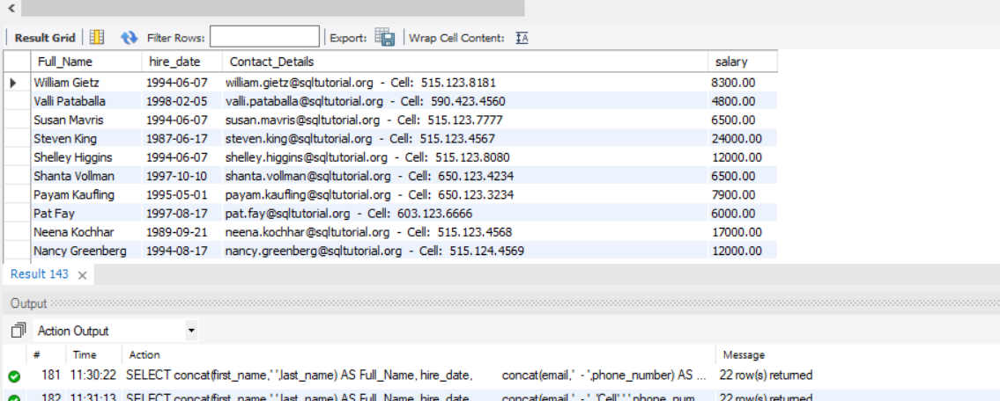 Result Grid Filter Rows: Export: Wrap Cell Content:
Full_Name hire_date Contact_Details salary
William Gietz 1994-06-07 william.gietz@sqltutorial.org - Cell: 515.123.8181 8300.00
Valli Pataballa 1998-02-05 valli.pataballa@sqltutorial.org - Cell: 590.423.4560 4800.00
Susan Mavris 1994-06-07 susan.mavris@sqltutorial.org - Cell: 515.123.7777 6500.00
Steven King 1987-06-17 steven.king@sqltutorial.org - Cell: 515.123.4567 24000.00
Shelley Higgins 1994-06-07 shelley.higgins@sqltutorial.org - Cell: 515.123.8080 12000.00
Shanta Vollman 1997-10-10 shanta.vollman@sqltutorial.org - Cell: 650.123.4234 6500.00
Payam Kaufling 1995-05-01 payam.kaufling@sqltutorial.org - Cell: 650.123.3234 7900.00
Pat Fay 1997-08-17 pat.fay@sqltutorial.org - Cell: 603.123.6666 6000.00
Neena Kochhar 1989-09-21 neena.kochhar@sqltutorial.org - Cell: 515.123.4568 17000.00
Nancy Greenberg 1994-08-17 nancy.greenberg@sqltutorial.org - Cell: 515.124.4569 12000.00
Result 143
Output
Action Output
# Time Action Message
181 11:30:22 SELECT concat(first_name,' ',last_name) AS Full_Name, hire_date, concat(email,' - ',phone_number) AS ... 22 row(s) returned
182 11:31:13 SELECT concat(first_name,' ',last_name) AS Full_Name, hire_date, concat(email,' - ','Cell',' ',phone_num... 22 row(s) returned